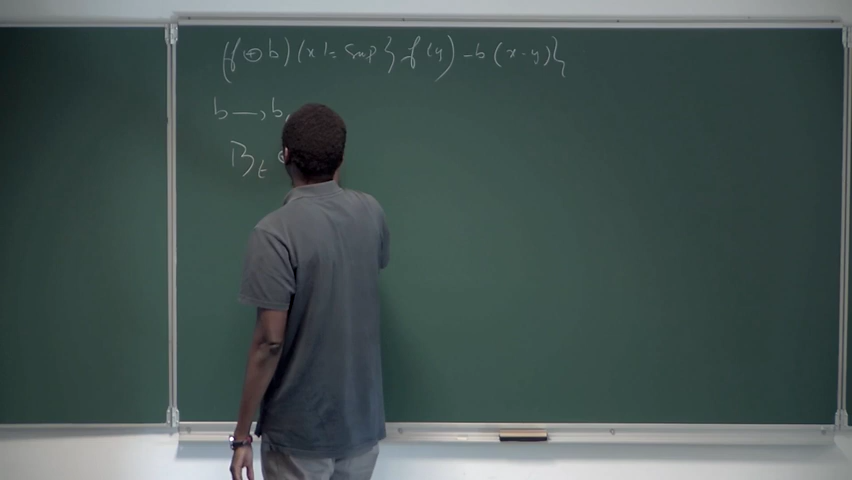 (f ⊕ b)(x) = Sup { f(y) - b(x-y) }
b → b
B_t